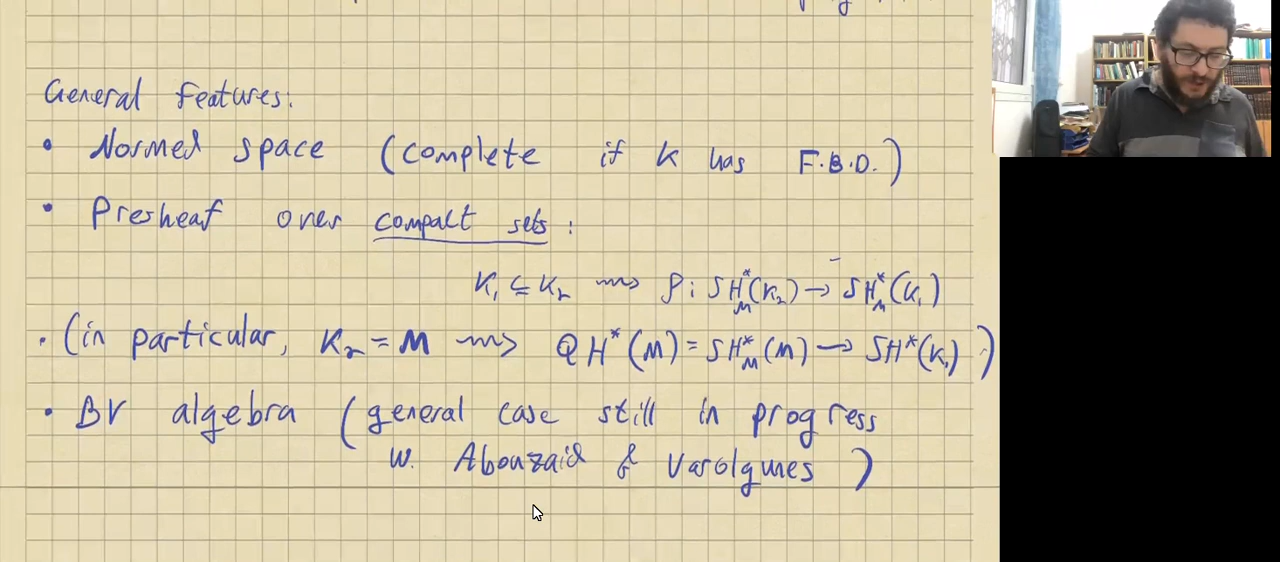 General features:
• Normed space (complete if K has F.B.D.)
• Presheaf over compact sets:
K₁ ⊆ K₂ ⇝ ρ: SH*_M(K₂) → SH*_M(K₁)
• (in particular, K₂ = M ⇝ QH*(M) = SH*_M(M) → SH*(K₁))
• BV algebra (general case still in progress
w. Abouzaid & Varolgunes)